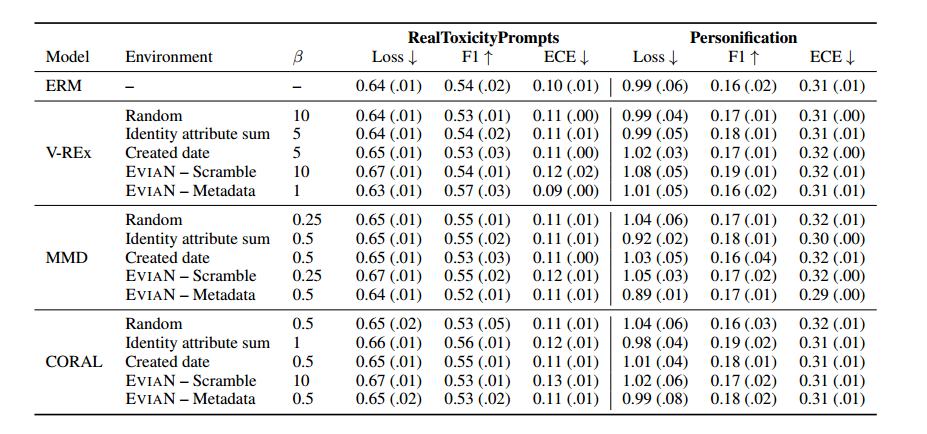 RealToxicityPrompts Personification
Model Environment β Loss ↓ F1 ↑ ECE ↓ Loss ↓ F1 ↑ ECE ↓
ERM – – 0.64 (.01) 0.54 (.02) 0.10 (.01) 0.99 (.06) 0.16 (.02) 0.31 (.01)
Random 10 0.64 (.01) 0.53 (.01) 0.11 (.00) 0.99 (.04) 0.17 (.01) 0.31 (.00)
Identity attribute sum 5 0.64 (.01) 0.54 (.02) 0.11 (.01) 0.99 (.05) 0.18 (.01) 0.31 (.01)
V-REx Created date 5 0.65 (.01) 0.53 (.03) 0.11 (.00) 1.02 (.03) 0.17 (.01) 0.32 (.00)
EVIAN – Scramble 10 0.67 (.01) 0.54 (.01) 0.12 (.02) 1.08 (.05) 0.19 (.01) 0.32 (.01)
EVIAN – Metadata 1 0.63 (.01) 0.57 (.03) 0.09 (.00) 1.01 (.05) 0.16 (.02) 0.31 (.01)
Random 0.25 0.65 (.01) 0.55 (.01) 0.11 (.01) 1.04 (.06) 0.17 (.01) 0.32 (.01)
Identity attribute sum 0.5 0.65 (.01) 0.55 (.02) 0.11 (.01) 0.92 (.02) 0.18 (.01) 0.30 (.00)
MMD Created date 0.5 0.65 (.01) 0.53 (.03) 0.11 (.00) 1.03 (.05) 0.16 (.04) 0.32 (.01)
EVIAN – Scramble 0.25 0.67 (.01) 0.55 (.02) 0.12 (.01) 1.05 (.03) 0.17 (.02) 0.32 (.00)
EVIAN – Metadata 0.5 0.64 (.01) 0.52 (.01) 0.11 (.01) 0.89 (.01) 0.17 (.01) 0.29 (.00)
Random 0.5 0.65 (.02) 0.53 (.05) 0.11 (.01) 1.04 (.06) 0.16 (.03) 0.32 (.01)
Identity attribute sum 1 0.66 (.01) 0.56 (.01) 0.12 (.01) 0.98 (.04) 0.19 (.02) 0.31 (.01)
CORAL Created date 0.5 0.65 (.01) 0.55 (.01) 0.11 (.01) 1.01 (.04) 0.18 (.01) 0.31 (.01)
EVIAN – Scramble 10 0.67 (.01) 0.53 (.01) 0.13 (.01) 1.02 (.06) 0.17 (.02) 0.31 (.01)
EVIAN – Metadata 0.5 0.65 (.02) 0.53 (.02) 0.11 (.01) 0.99 (.08) 0.18 (.02) 0.31 (.01)